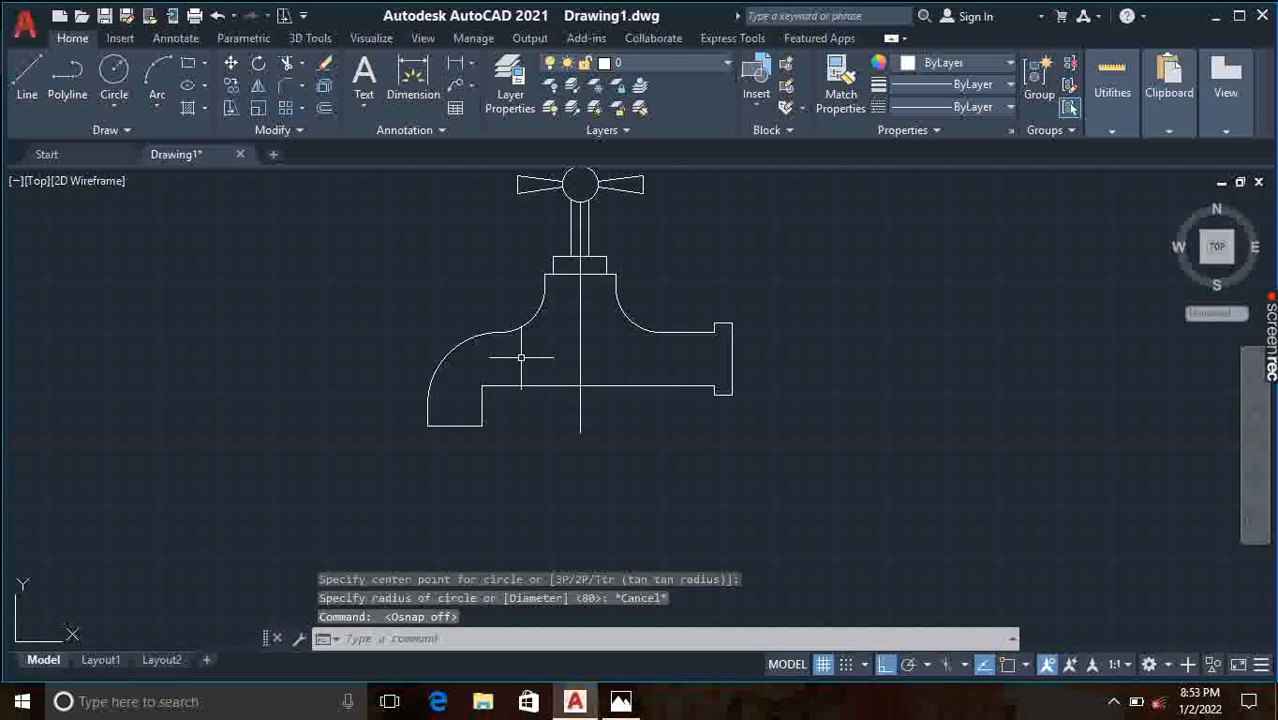 Autodesk AutoCAD 2021 Drawing1.dwg
Type a keyword or phrase
Sign In
Home Insert Annotate Parametric 3D Tools Visualize View Manage Output Add-ins Collaborate Express Tools Featured Apps
Line Polyline Circle Arc
Text Dimension
Layer Properties
0
Insert
Match Properties
ByLayer
ByLayer
ByLayer
Group
Utilities Clipboard View
Draw Modify Annotation Layers Block Properties Groups
Start Drawing1*
[−][Top][2D Wireframe]
N
W TOP E
S
Unnamed
screenrec
Y
X
Specify center point for circle or [3P/2P/Ttr (tan tan radius)]:
Specify radius of circle or [Diameter] <80>: *Cancel*
Command: <Osnap off>
Type a command
Model Layout1 Layout2
MODEL 1:1
Type here to search
8:53 PM
1/2/2022